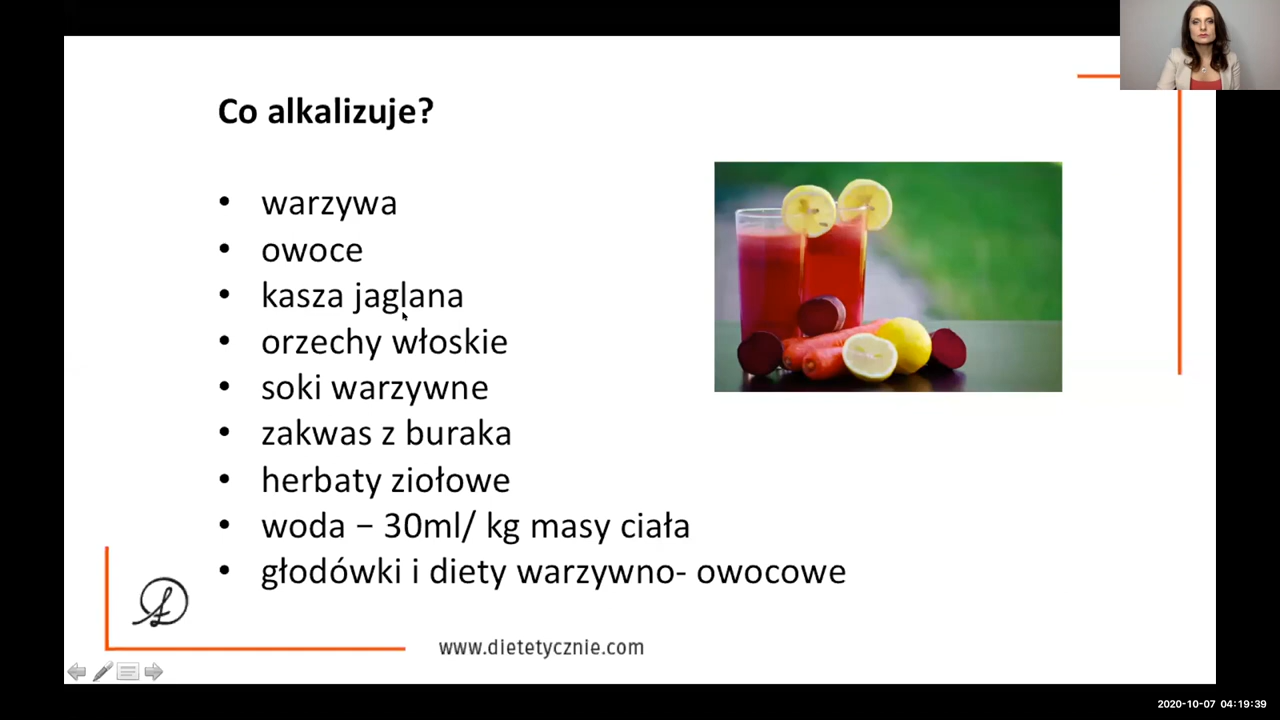 Co alkalizuje?
• warzywa
• owoce
• kasza jaglana
• orzechy włoskie
• soki warzywne
• zakwas z buraka
• herbaty ziołowe
• woda − 30ml/ kg masy ciała
• głodówki i diety warzywno- owocowe
www.dietetycznie.com
2020-10-07 04:19:39